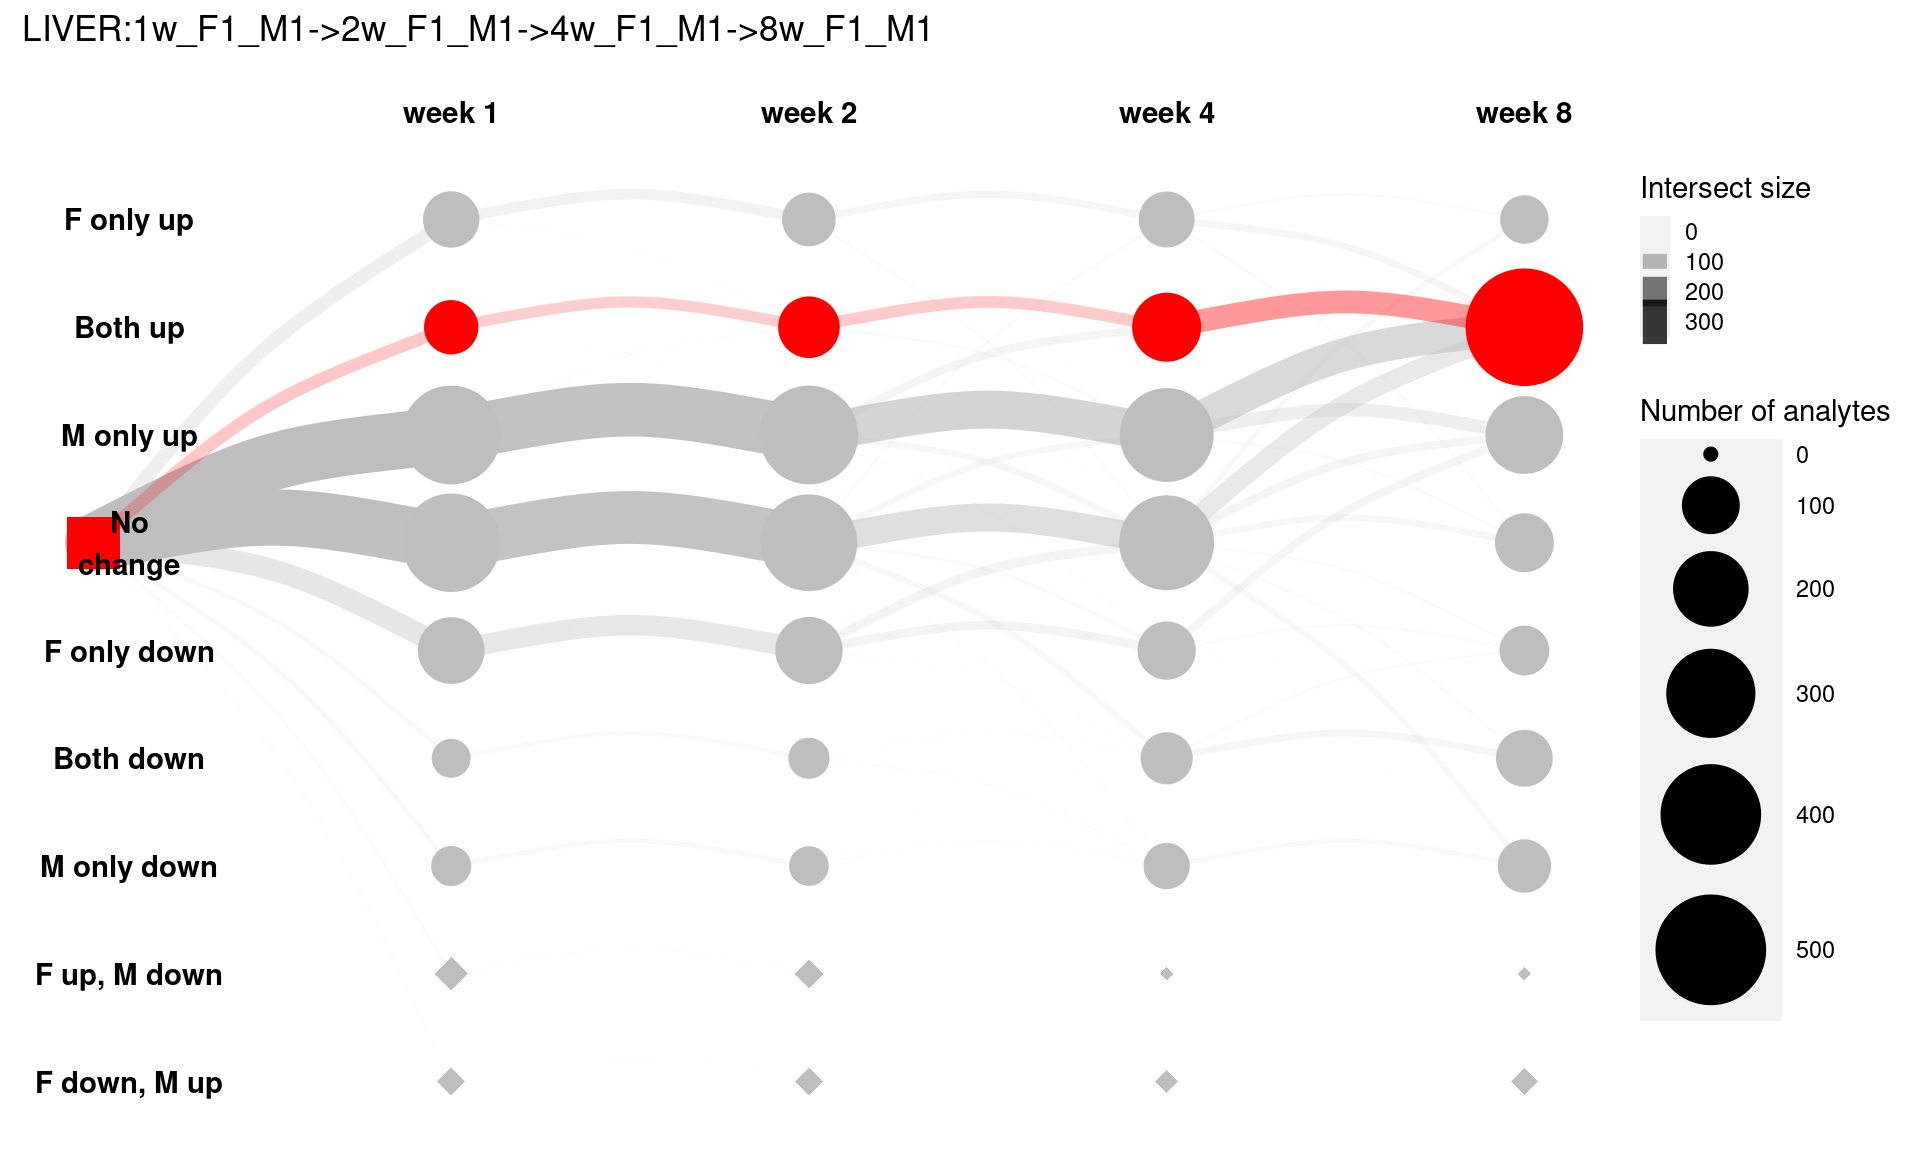 LIVER:1w_F1_M1->2w_F1_M1->4w_F1_M1->8w_F1_M1
week 1
week 2
week 4
week 8
F only up
Both up
M only up
No
change
F only down
Both down
M only down
F up, M down
F down, M up
Intersect size
0
100
200
300
Number of analytes
0
100
200
300
400
500